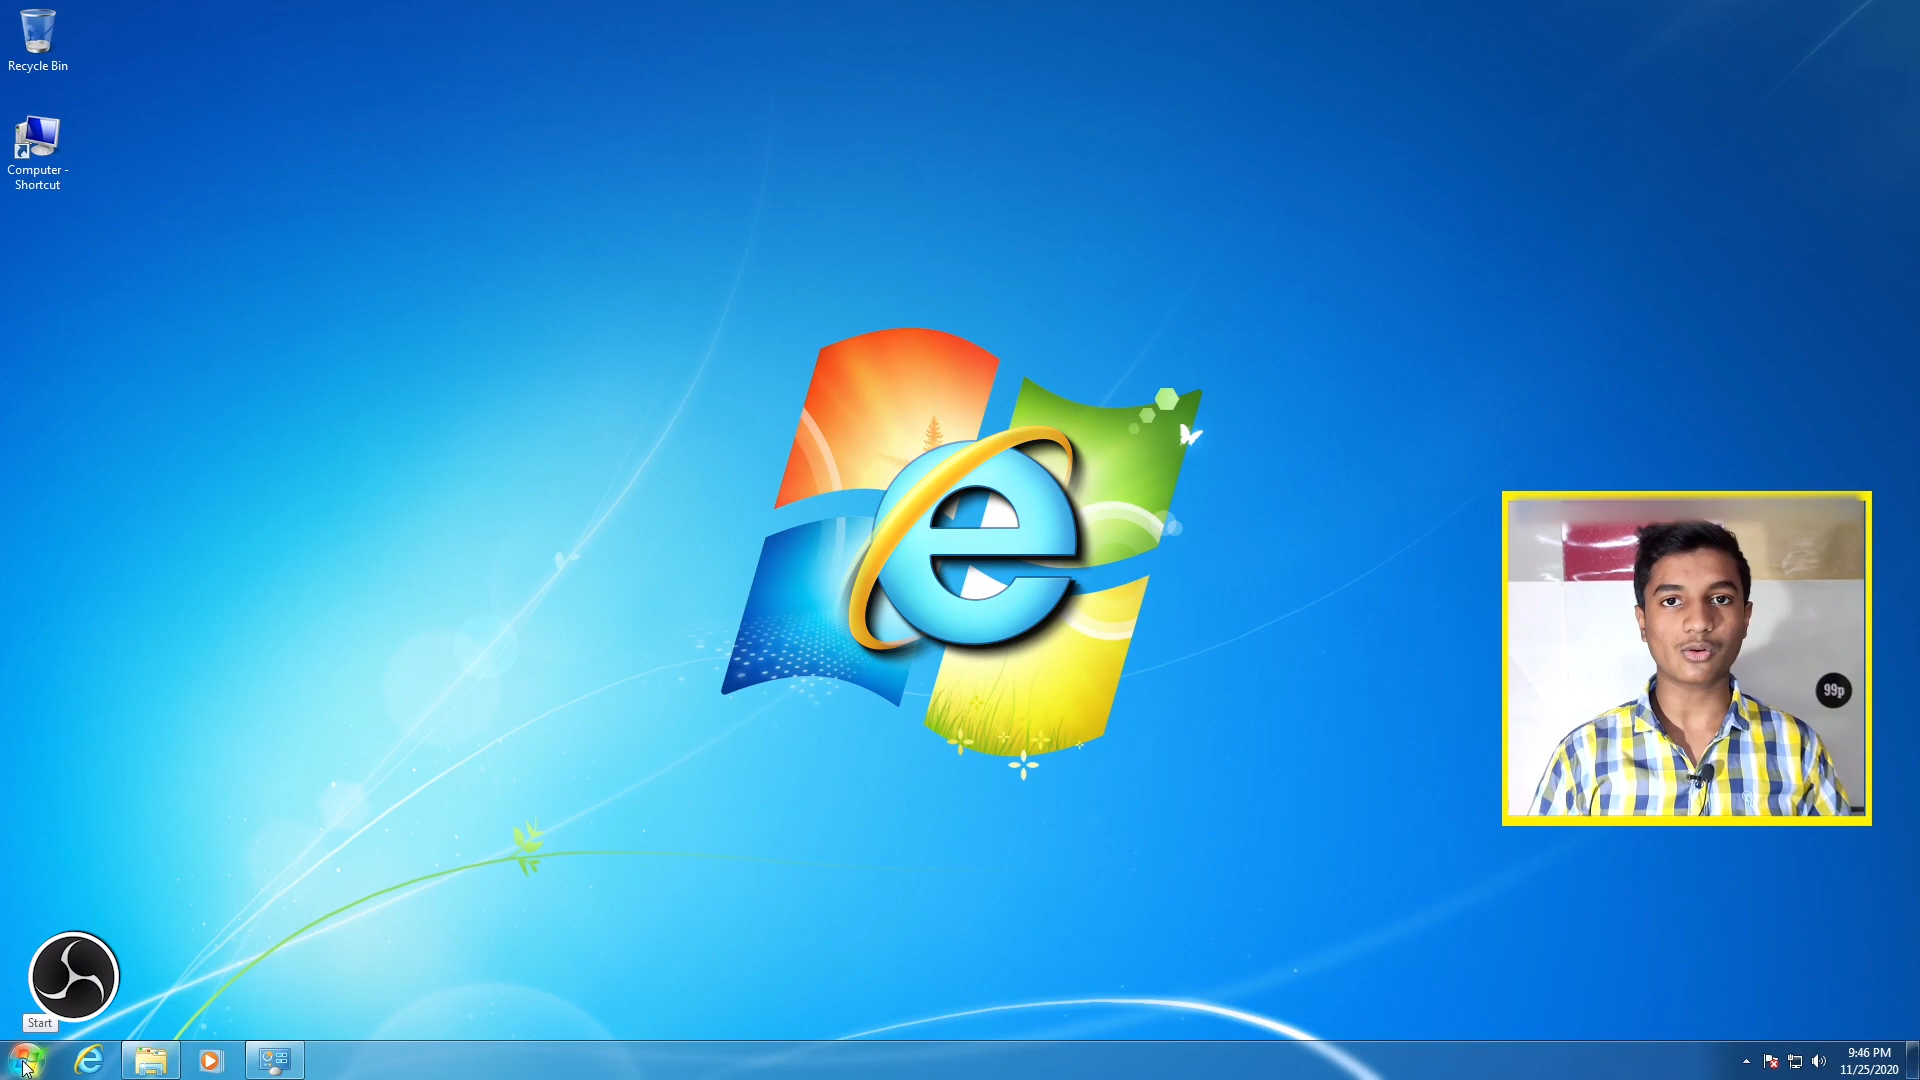 Recycle Bin
Computer -
Shortcut
99p
Start
9:46 PM
11/25/2020